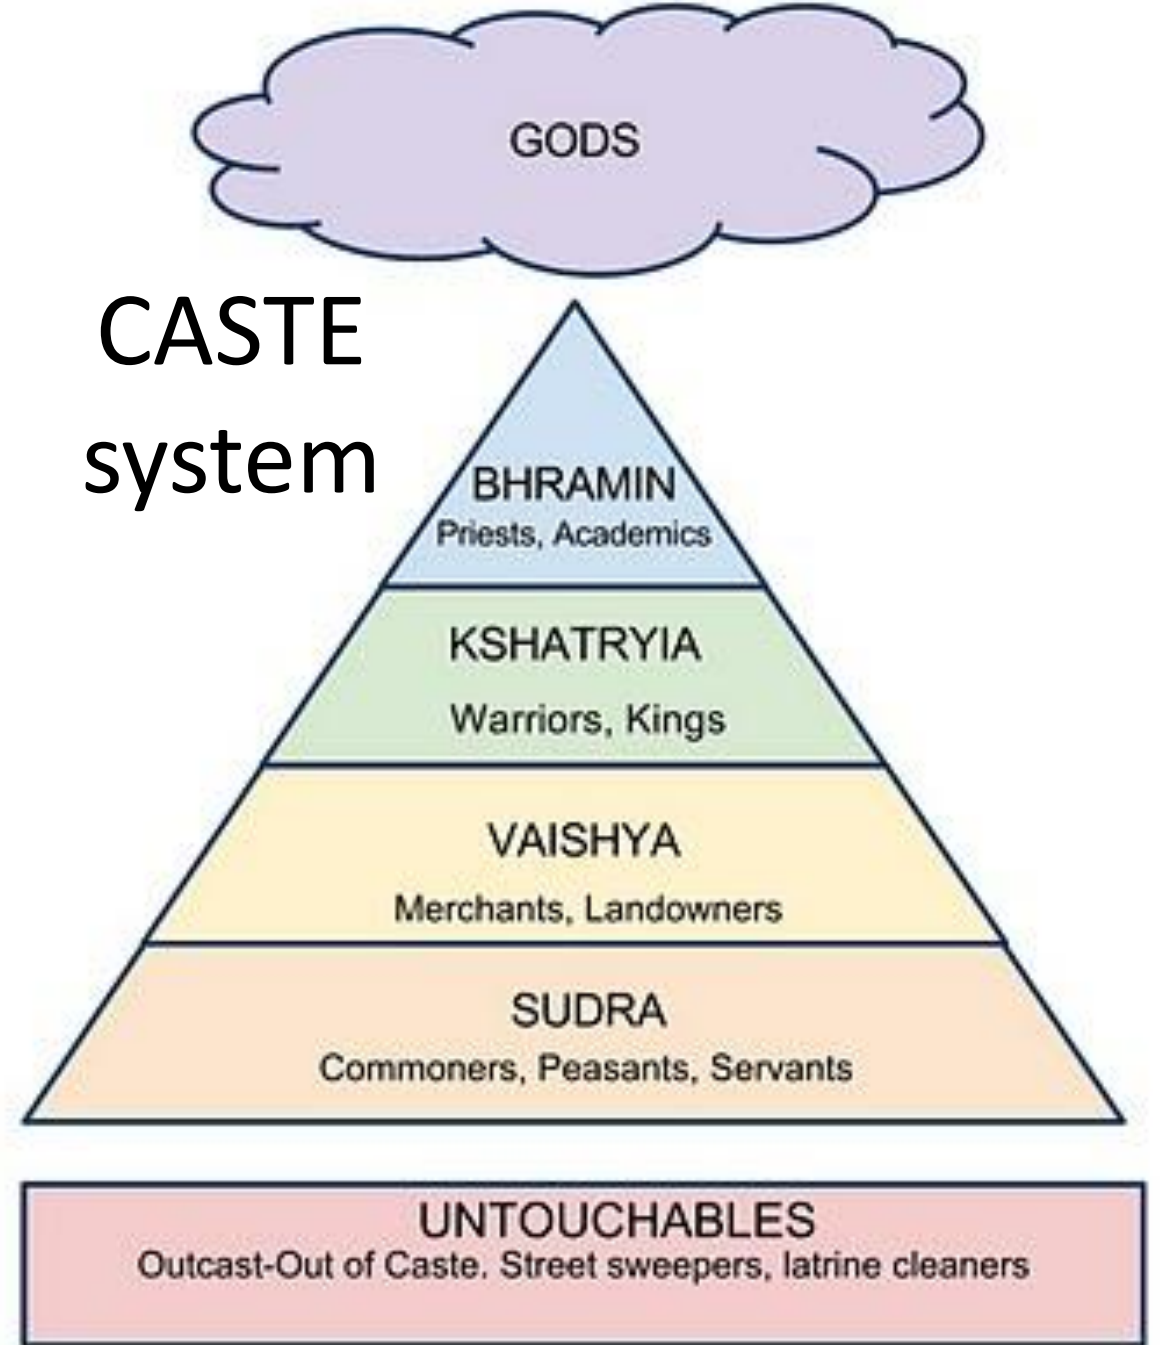 GODS
CASTE
system
BHRAMIN
Priests, Academics
KSHATRYIA
Warriors, Kings
VAISHYA
Merchants, Landowners
SUDRA
Commoners, Peasants, Servants
UNTOUCHABLES
Outcast-Out of Caste. Street sweepers, latrine cleaners